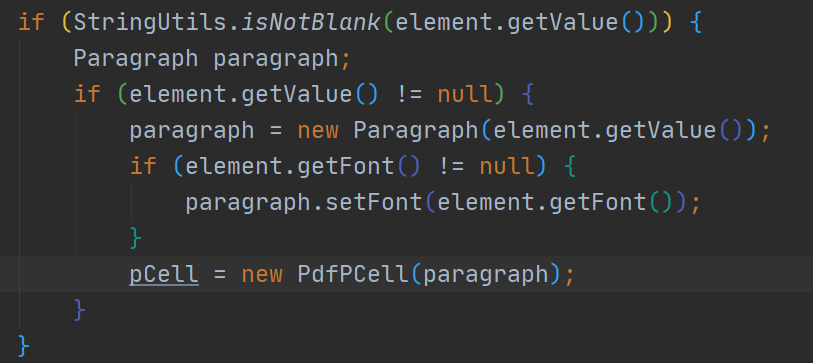 if (StringUtils.isNotBlank(element.getValue())) {
    Paragraph paragraph;
    if (element.getValue() != null) {
        paragraph = new Paragraph(element.getValue());
        if (element.getFont() != null) {
            paragraph.setFont(element.getFont());
        }
        pCell = new PdfPCell(paragraph);
    }
}